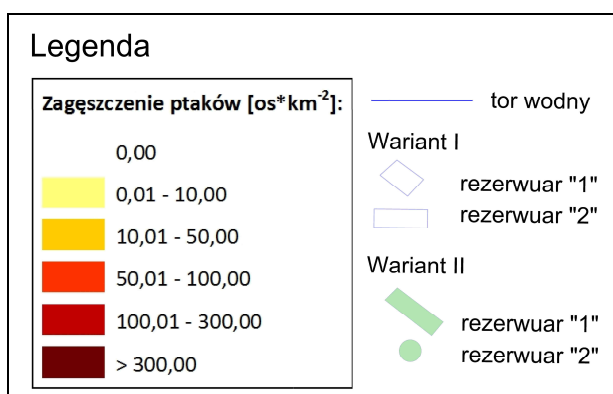 Legenda
Zagęszczenie ptaków [os*km⁻²]:
0,00
0,01 - 10,00
10,01 - 50,00
50,01 - 100,00
100,01 - 300,00
> 300,00
tor wodny
Wariant I
rezerwuar "1"
rezerwuar "2"
Wariant II
rezerwuar "1"
rezerwuar "2"